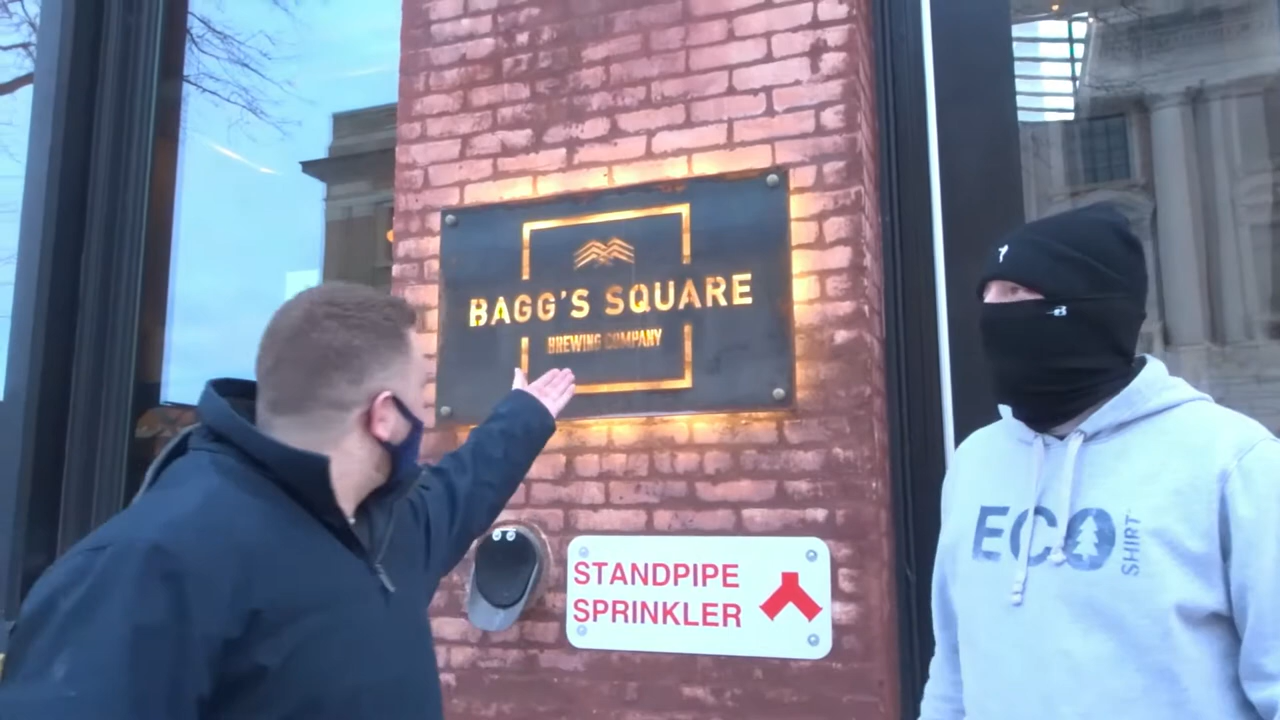 BAGG'S SQUARE
BREWING COMPANY
STANDPIPE
SPRINKLER
ECO
SHIRT